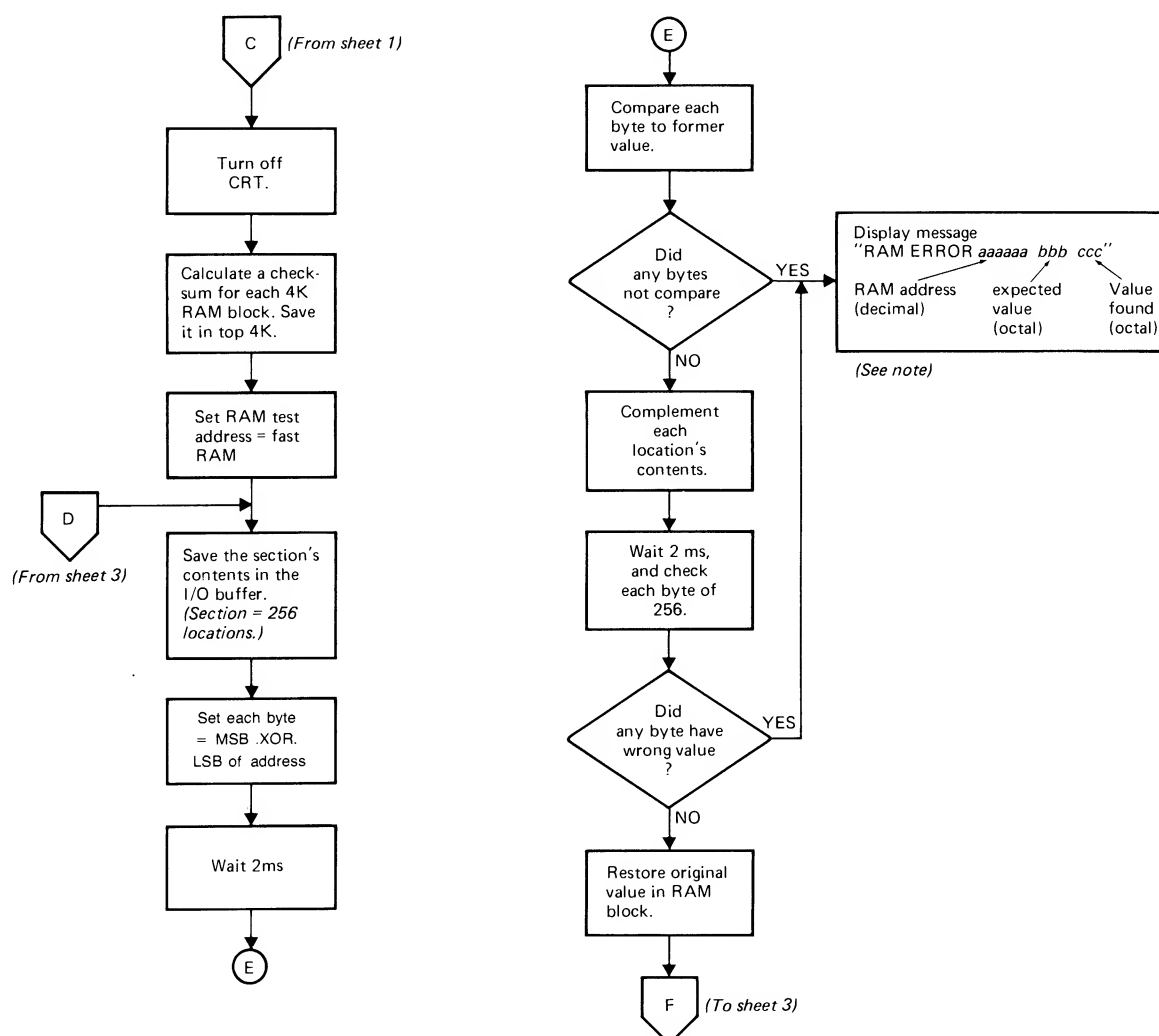 C
(From sheet 1)
Turn off
CRT.
Calculate a check-
sum for each 4K
RAM block. Save
it in top 4K.
Set RAM test
address = fast
RAM
D
(From sheet 3)
Save the section's
contents in the
I/O buffer.
(Section = 256
locations.)
Set each byte
= MSB .XOR.
LSB of address
Wait 2ms
E
E
Compare each
byte to former
value.
Did
any bytes
not compare
?
YES
NO
Display message
"RAM ERROR aaaaaa bbb ccc"
RAM address
(decimal)
expected
value
(octal)
Value
found
(octal)
(See note)
Complement
each
location's
contents.
Wait 2 ms,
and check
each byte of
256.
Did
any byte have
wrong value
?
YES
NO
Restore original
value in RAM
block.
F
(To sheet 3)